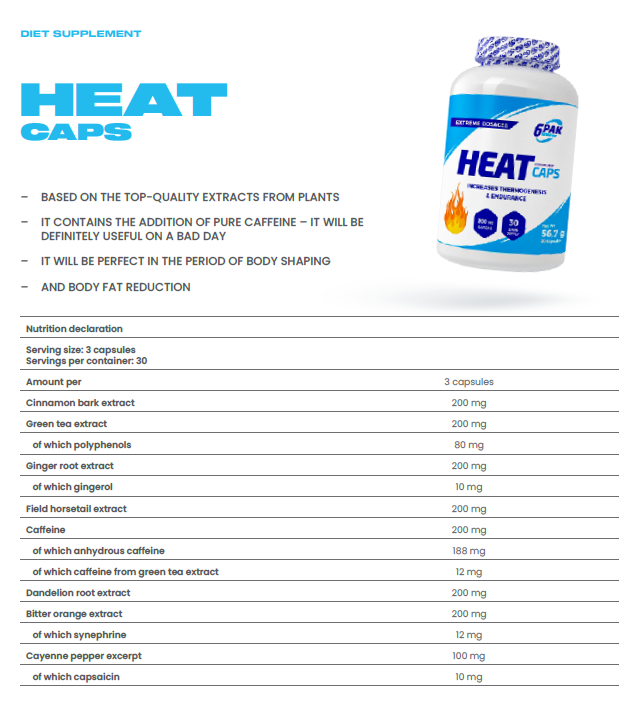 DIET SUPPLEMENT
HEAT
CAPS
– BASED ON THE TOP-QUALITY EXTRACTS FROM PLANTS
– IT CONTAINS THE ADDITION OF PURE CAFFEINE – IT WILL BE
DEFINITELY USEFUL ON A BAD DAY
– IT WILL BE PERFECT IN THE PERIOD OF BODY SHAPING
– AND BODY FAT REDUCTION
EXTREME DOSAGES
6PAK
HEAT
CAPS
INCREASES THERMOGENESIS
& ENDURANCE
30
56.7 g
Nutrition declaration
Serving size: 3 capsules
Servings per container: 30
Amount per 3 capsules
Cinnamon bark extract 200 mg
Green tea extract 200 mg
of which polyphenols 80 mg
Ginger root extract 200 mg
of which gingerol 10 mg
Field horsetail extract 200 mg
Caffeine 200 mg
of which anhydrous caffeine 188 mg
of which caffeine from green tea extract 12 mg
Dandelion root extract 200 mg
Bitter orange extract 200 mg
of which synephrine 12 mg
Cayenne pepper excerpt 100 mg
of which capsaicin 10 mg